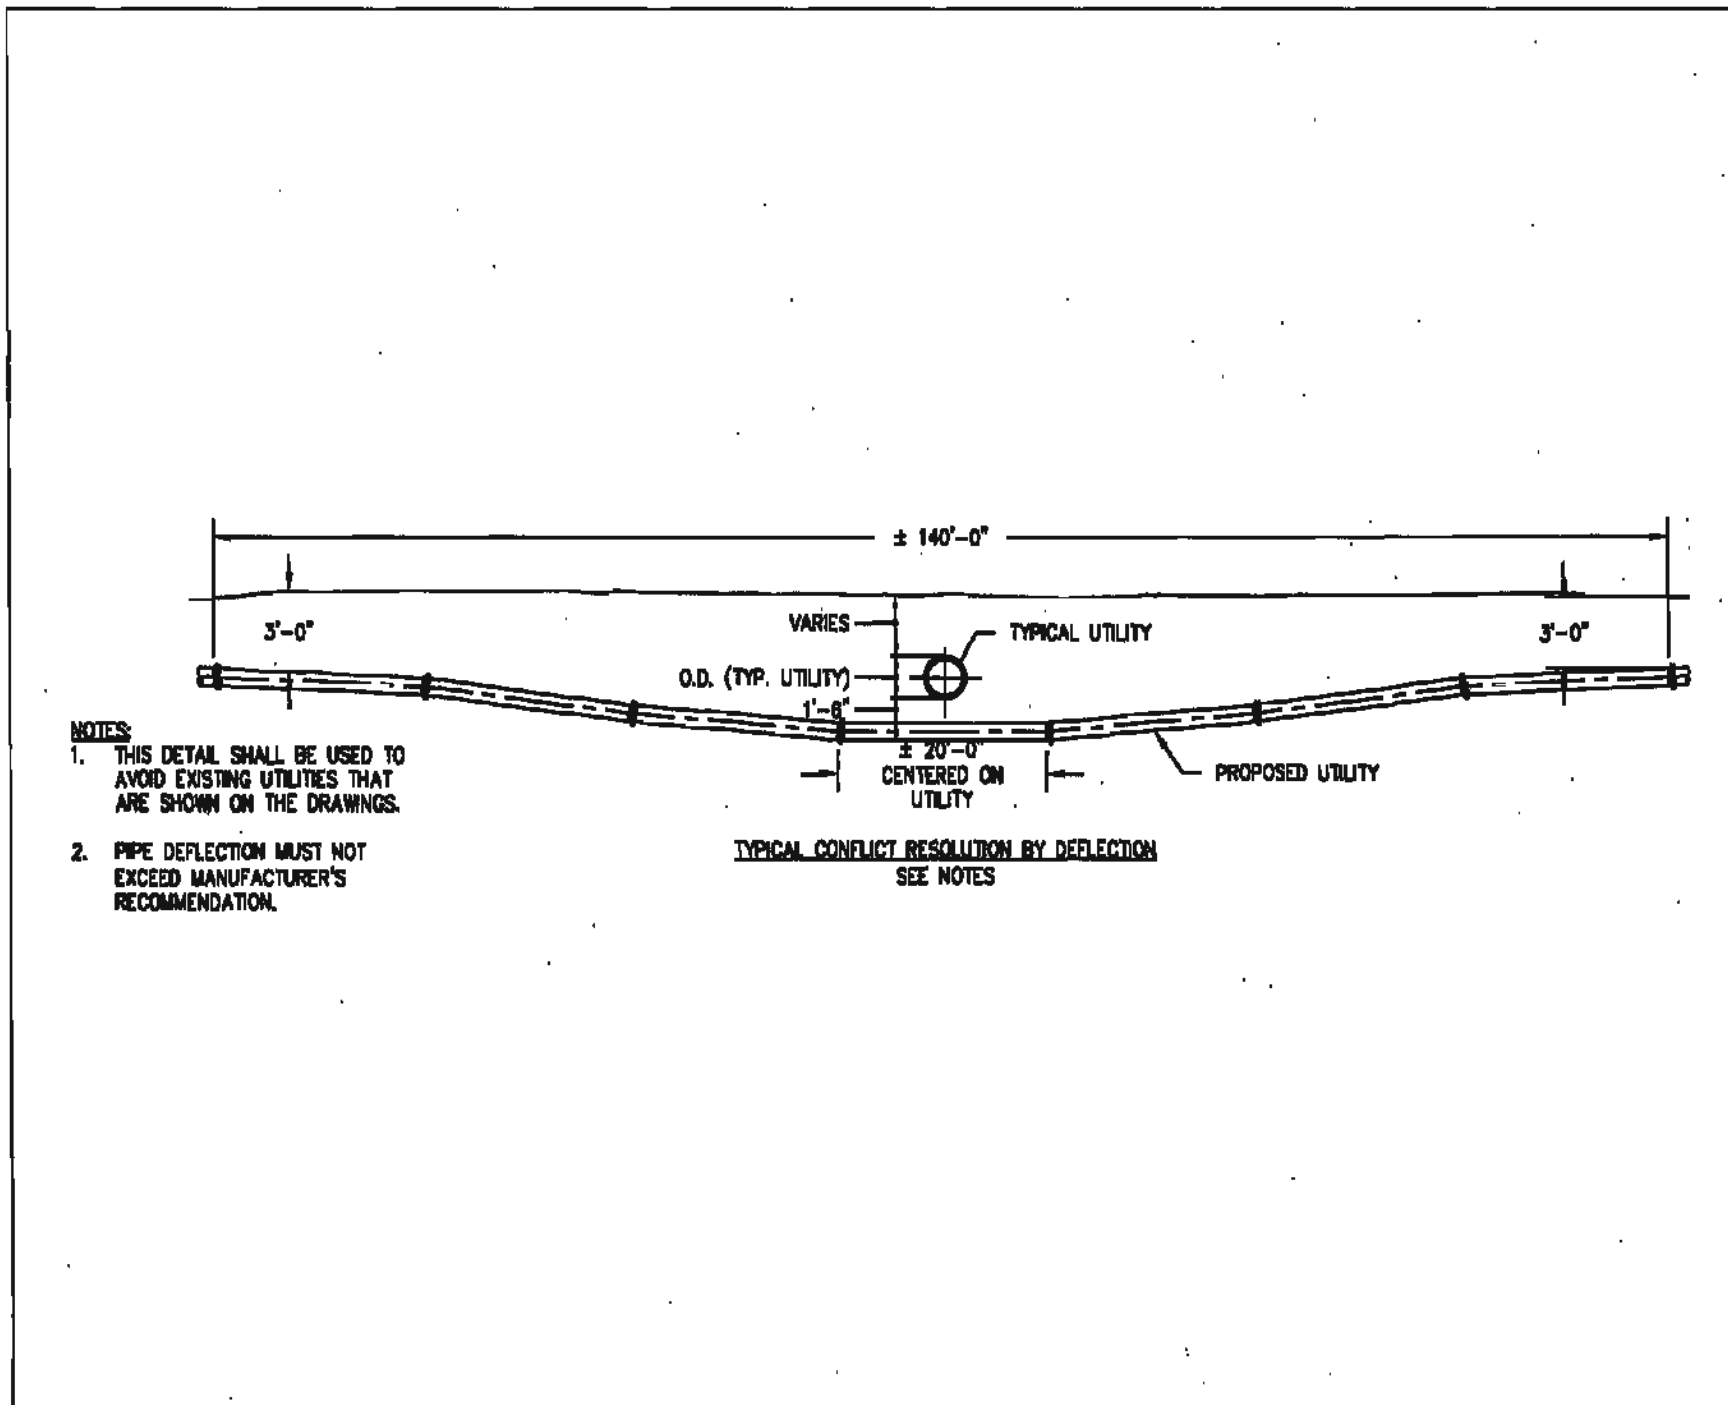 ± 140'-0"
3'-0"
VARIES
TYPICAL UTILITY
3'-0"
O.D. (TYP. UTILITY)
1'-6"
± 20'-0"
CENTERED ON
UTILITY
PROPOSED UTILITY
NOTES:
1. THIS DETAIL SHALL BE USED TO
AVOID EXISTING UTILITIES THAT
ARE SHOWN ON THE DRAWINGS.
2. PIPE DEFLECTION MUST NOT
EXCEED MANUFACTURER'S
RECOMMENDATION.
TYPICAL CONFLICT RESOLUTION BY DEFLECTION
SEE NOTES